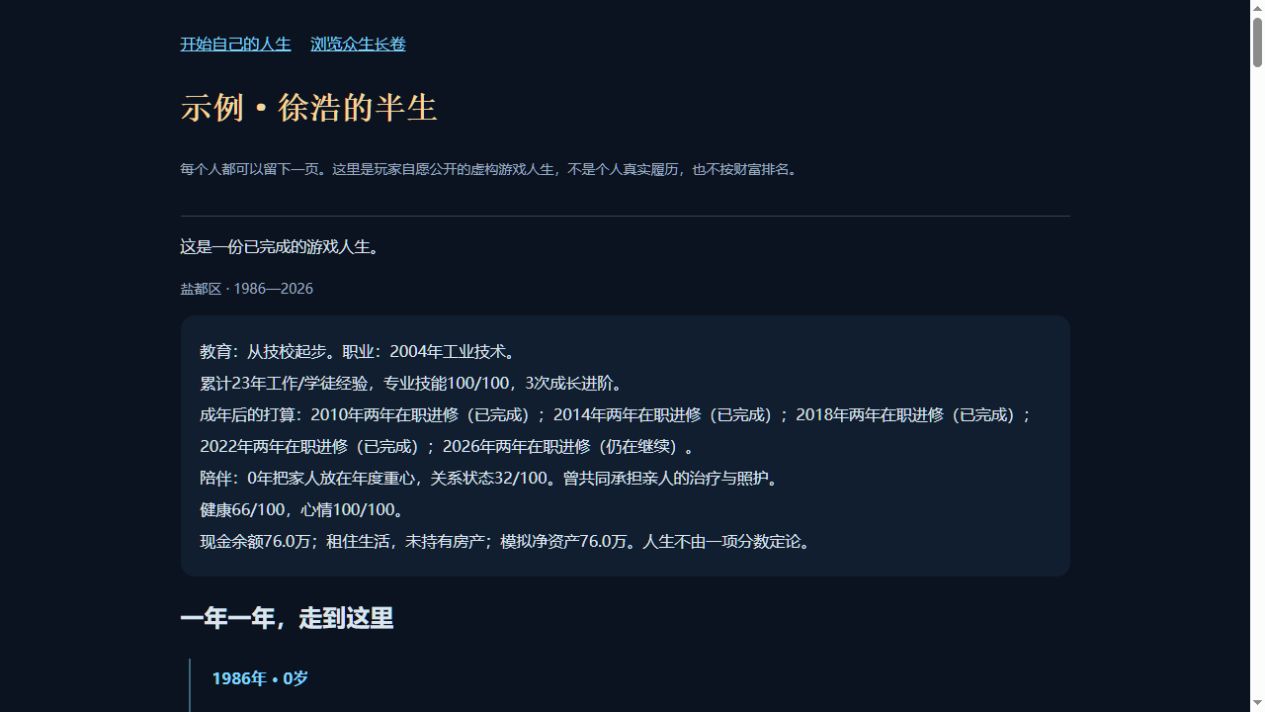 开始自己的人生 浏览众生长卷
示例·徐浩的半生
每个人都可以留下一页。这里是玩家自愿公开的虚构游戏人生，不是个人真实履历，也不按财富排名。
这是一份已完成的游戏人生。
盐都区 · 1986—2026
教育：从技校起步。职业：2004年工业技术。
累计23年工作/学徒经验，专业技能100/100，3次成长进阶。
成年后的打算：2010年两年在职进修（已完成）；2014年两年在职进修（已完成）；2018年两年在职进修（已完成）；
2022年两年在职进修（已完成）；2026年两年在职进修（仍在继续）。
陪伴：0年把家人放在年度重心，关系状态32/100。曾共同承担亲人的治疗与照护。
健康66/100，心情100/100。
现金余额76.0万；租住生活，未持有房产；模拟净资产76.0万。人生不由一项分数定论。
一年一年，走到这里
1986年 · 0岁